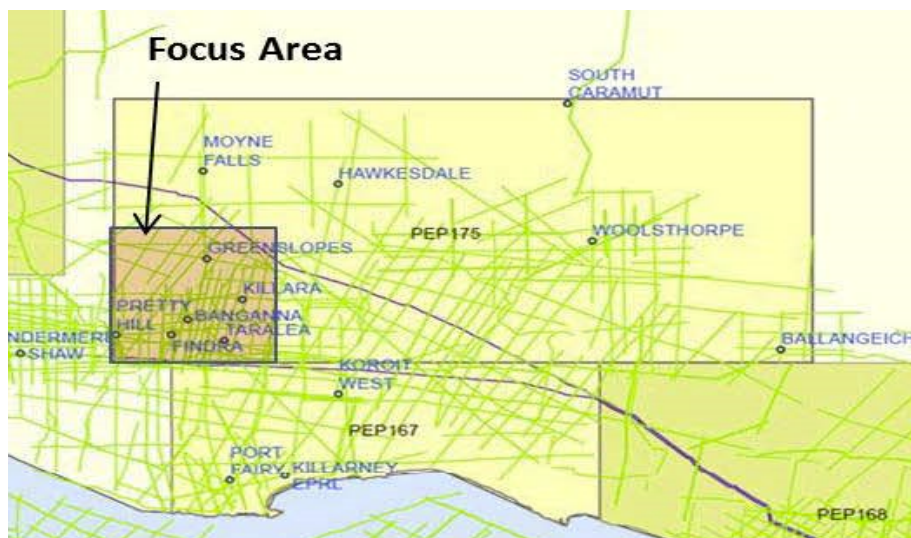 Focus Area
SOUTH
CARAMUT
MOYNE
FALLS
HAWKESDALE
PEP175
WOOLSTHORPE
GREENSLOPES
KILLARA
PRETTY
HILL
BANGANNA
TARALEA
FINDRA
NDERMERE
SHAW
BALLANGEICH
KOROIT
WEST
PEP167
PORT
FAIRY
KILLARNEY
EPRL
PEP168